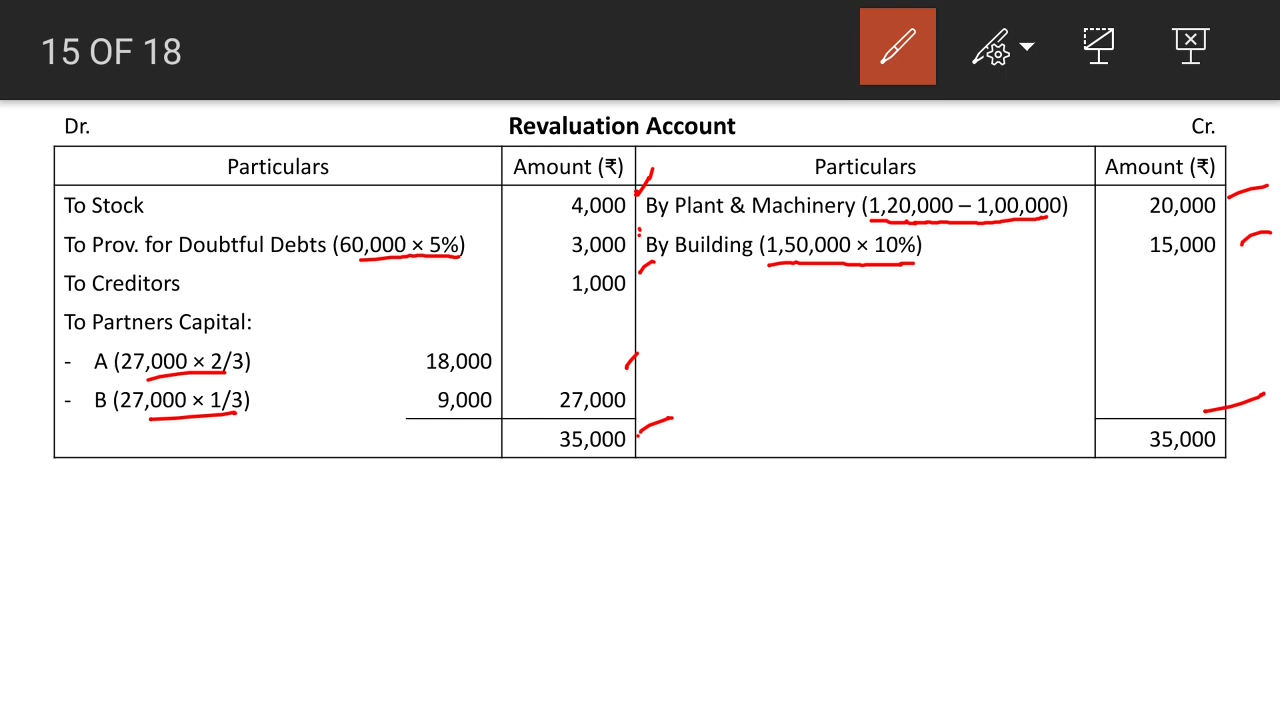 15 OF 18
Dr. Revaluation Account Cr.
Particulars Amount (₹) Particulars Amount (₹)
To Stock 4,000 By Plant & Machinery (1,20,000 – 1,00,000) 20,000
To Prov. for Doubtful Debts (60,000 × 5%) 3,000 By Building (1,50,000 × 10%) 15,000
To Creditors 1,000
To Partners Capital:
- A (27,000 × 2/3) 18,000
- B (27,000 × 1/3) 9,000 27,000
35,000 35,000